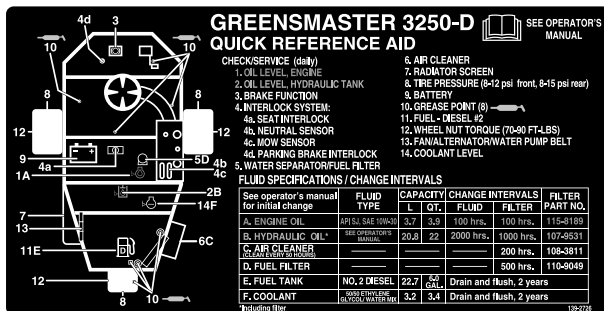 GREENSMASTER 3250-D
QUICK REFERENCE AID
SEE OPERATOR'S
MANUAL
CHECK/SERVICE (daily)
1. OIL LEVEL, ENGINE
2. OIL LEVEL, HYDRAULIC TANK
3. BRAKE FUNCTION
4. INTERLOCK SYSTEM:
4a. SEAT INTERLOCK
4b. NEUTRAL SENSOR
4c. MOW SENSOR
4d. PARKING BRAKE INTERLOCK
5. WATER SEPARATOR/FUEL FILTER
6. AIR CLEANER
7. RADIATOR SCREEN
8. TIRE PRESSURE (8-12 psi front, 8-15 psi rear)
9. BATTERY
10. GREASE POINT (8)
11. FUEL - DIESEL #2
12. WHEEL NUT TORQUE (70-90 FT-LBS)
13. FAN/ALTERNATOR/WATER PUMP BELT
14. COOLANT LEVEL
3
4d
10
10
8
8
12
12
9
4a
1A
5D
4b
4c
2B
14F
7
13
11E
6C
12
8
10
FLUID SPECIFICATIONS / CHANGE INTERVALS
See operator's manual for initial change FLUID TYPE CAPACITY L QT. CHANGE INTERVALS FLUID FILTER FILTER PART NO.
A. ENGINE OIL API SJ, SAE 10W-30 3.7 3.9 100 hrs. 100 hrs. 115-8189
B. HYDRAULIC OIL* SEE OPERATOR'S MANUAL 20.8 22 2000 hrs. 1000 hrs. 107-9531
C. AIR CLEANER (CLEAN EVERY 50 HOURS) — — — — 200 hrs. 108-3811
D. FUEL FILTER — — — — 500 hrs. 110-9049
E. FUEL TANK NO. 2 DIESEL 22.7 6.0 GAL. Drain and flush, 2 years
F. COOLANT 50/50 ETHYLENE GLYCOL/ WATER MIX 3.2 3.4 Drain and flush, 2 years
*Including filter
139-2726